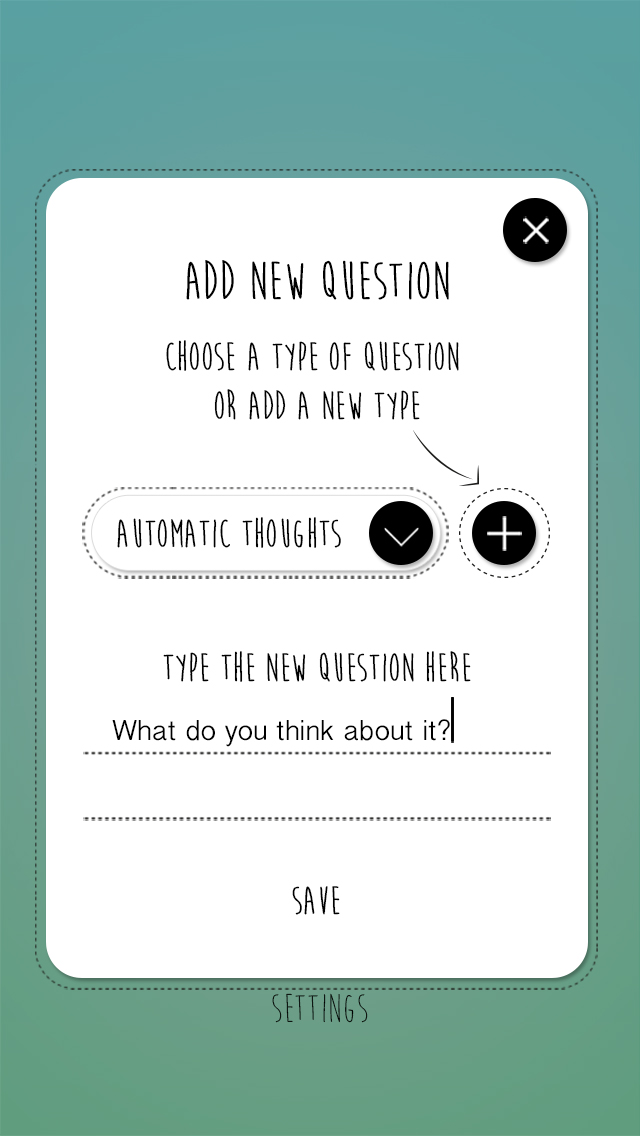 ADD NEW QUESTION
CHOOSE A TYPE OF QUESTION
OR ADD A NEW TYPE
AUTOMATIC THOUGHTS
TYPE THE NEW QUESTION HERE
What do you think about it?
SAVE
SETTINGS